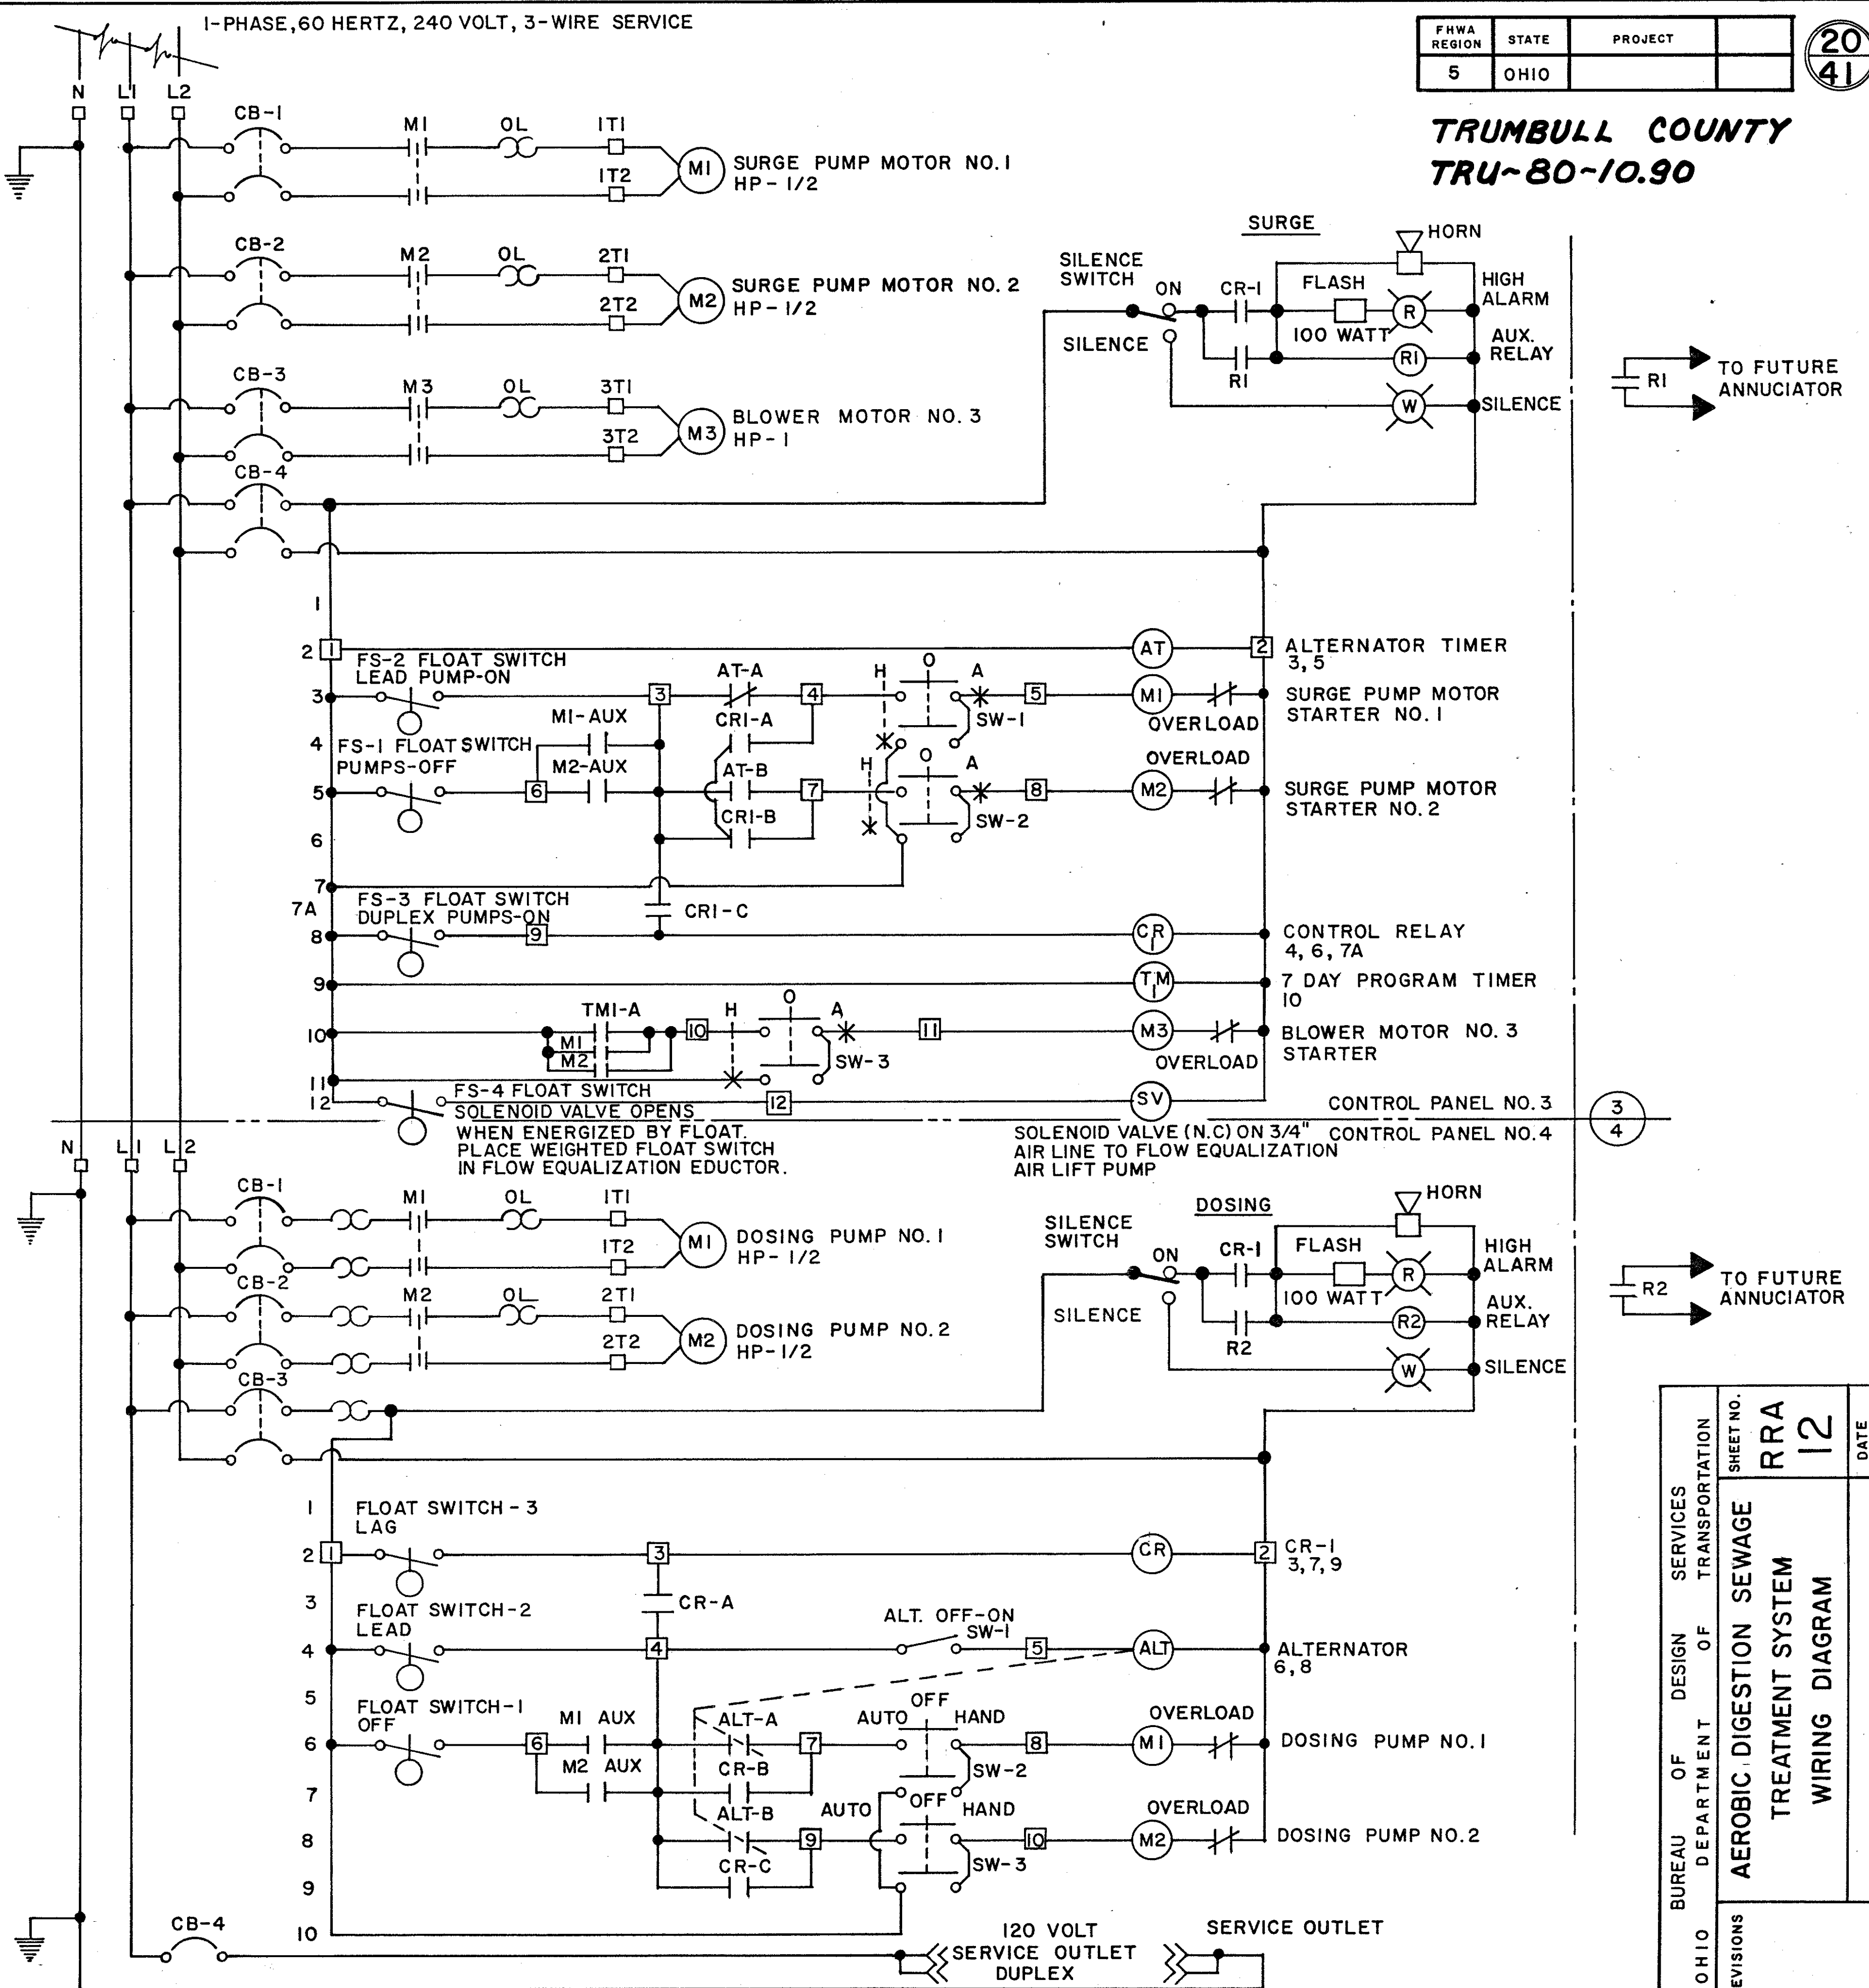 1-PHASE, 60 HERTZ, 240 VOLT, 3-WIRE SERVICE
FHWA REGION
STATE
PROJECT
5
OHIO
20
41
TRUMBULL COUNTY
TRU~80~10.90
N
L1
L2
CB-1
M1
OL
1T1
1T2
M1
SURGE PUMP MOTOR NO.1
HP-1/2
CB-2
M2
OL
2T1
2T2
M2
SURGE PUMP MOTOR NO.2
HP-1/2
CB-3
M3
OL
3T1
3T2
M3
BLOWER MOTOR NO.3
HP-1
CB-4
SURGE
SILENCE
SWITCH
ON
SILENCE
CR-1
R1
HORN
FLASH
100 WATT
R
R1
W
HIGH
ALARM
AUX.
RELAY
SILENCE
R1
TO FUTURE
ANNUCIATOR
1
2
1
AT
2
ALTERNATOR TIMER
3, 5
FS-2 FLOAT SWITCH
LEAD PUMP-ON
3
3
AT-A
4
H
O
A
SW-1
5
M1
OVERLOAD
SURGE PUMP MOTOR
STARTER NO.1
M1-AUX
CR1-A
4
FS-1 FLOAT SWITCH
PUMPS-OFF
M2-AUX
AT-B
5
6
7
H
O
A
SW-2
8
OVERLOAD
M2
SURGE PUMP MOTOR
STARTER NO.2
CR1-B
6
7
7A
FS-3 FLOAT SWITCH
DUPLEX PUMPS-ON
CR1-C
8
9
CR
1
CONTROL RELAY
4, 6, 7A
9
TM
1
7 DAY PROGRAM TIMER
10
TM1-A
10
M1
M2
10
H
O
A
SW-3
11
M3
OVERLOAD
BLOWER MOTOR NO.3
STARTER
11
12
FS-4 FLOAT SWITCH
SOLENOID VALVE OPENS
WHEN ENERGIZED BY FLOAT.
PLACE WEIGHTED FLOAT SWITCH
IN FLOW EQUALIZATION EDUCTOR.
12
SV
SOLENOID VALVE (N.C) ON 3/4"
AIR LINE TO FLOW EQUALIZATION
AIR LIFT PUMP
CONTROL PANEL NO.3
CONTROL PANEL NO.4
3
4
N
L1
L2
CB-1
M1
OL
1T1
1T2
M1
DOSING PUMP NO.1
HP-1/2
CB-2
M2
OL
2T1
2T2
M2
DOSING PUMP NO.2
HP-1/2
CB-3
DOSING
SILENCE
SWITCH
ON
SILENCE
CR-1
R2
HORN
FLASH
100 WATT
R
R2
W
HIGH
ALARM
AUX.
RELAY
SILENCE
R2
TO FUTURE
ANNUCIATOR
1
FLOAT SWITCH-3
LAG
2
1
3
CR
2
CR-1
3,7,9
3
CR-A
FLOAT SWITCH-2
LEAD
4
4
ALT. OFF-ON
SW-1
5
ALT
ALTERNATOR
6,8
5
FLOAT SWITCH-1
OFF
6
6
M1 AUX
M2 AUX
ALT-A
CR-B
7
AUTO
OFF
HAND
SW-2
8
OVERLOAD
M1
DOSING PUMP NO.1
7
8
ALT-B
CR-C
9
AUTO
OFF
HAND
SW-3
10
OVERLOAD
M2
DOSING PUMP NO.2
9
10
CB-4
120 VOLT
SERVICE OUTLET
DUPLEX
SERVICE OUTLET
BUREAU OF DESIGN SERVICES
OHIO DEPARTMENT OF TRANSPORTATION
AEROBIC DIGESTION SEWAGE
TREATMENT SYSTEM
WIRING DIAGRAM
SHEET NO.
RRA
12
DATE